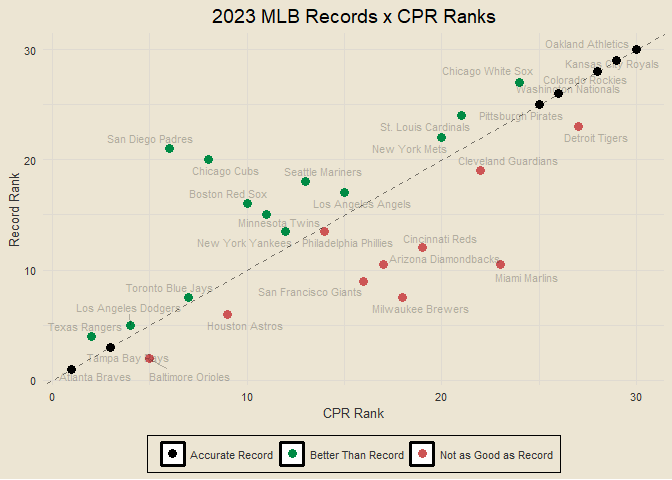 2023 MLB Records x CPR Ranks
Oakland Athletics
Kansas City Royals
Chicago White Sox
Colorado Rockies
Washington Nationals
Pittsburgh Pirates
St. Louis Cardinals
Detroit Tigers
San Diego Padres
New York Mets
Cleveland Guardians
Chicago Cubs
Seattle Mariners
Boston Red Sox
Los Angeles Angels
Minnesota Twins
New York Yankees
Philadelphia Phillies
Cincinnati Reds
Arizona Diamondbacks
Miami Marlins
San Francisco Giants
Toronto Blue Jays
Milwaukee Brewers
Los Angeles Dodgers
Texas Rangers
Houston Astros
Tampa Bay Rays
Atlanta Braves
Baltimore Orioles
30
20
10
0
Record Rank
0 10 20 30
CPR Rank
Accurate Record Better Than Record Not as Good as Record